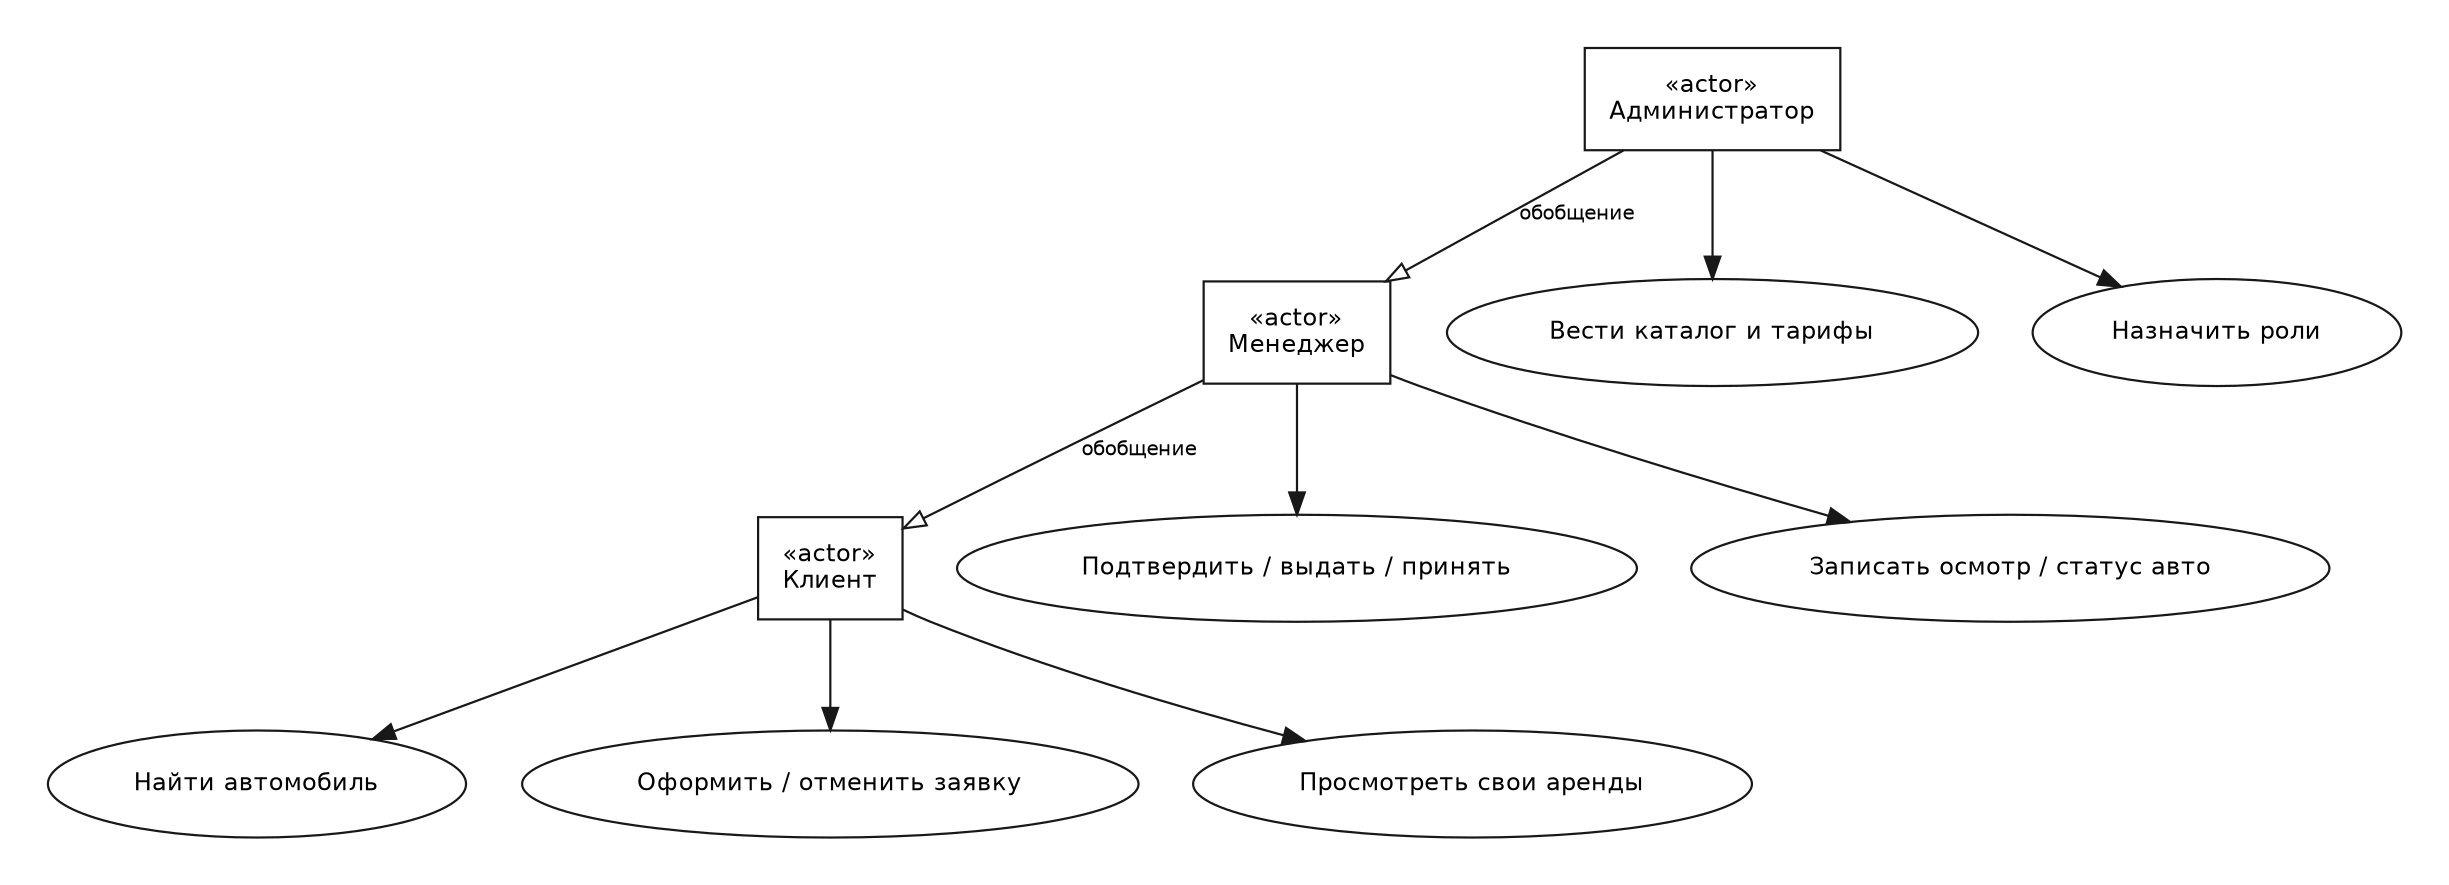 «actor»
Администратор
обобщение
«actor»
Менеджер
Вести каталог и тарифы
Назначить роли
обобщение
«actor»
Клиент
Подтвердить / выдать / принять
Записать осмотр / статус авто
Найти автомобиль
Оформить / отменить заявку
Просмотреть свои аренды